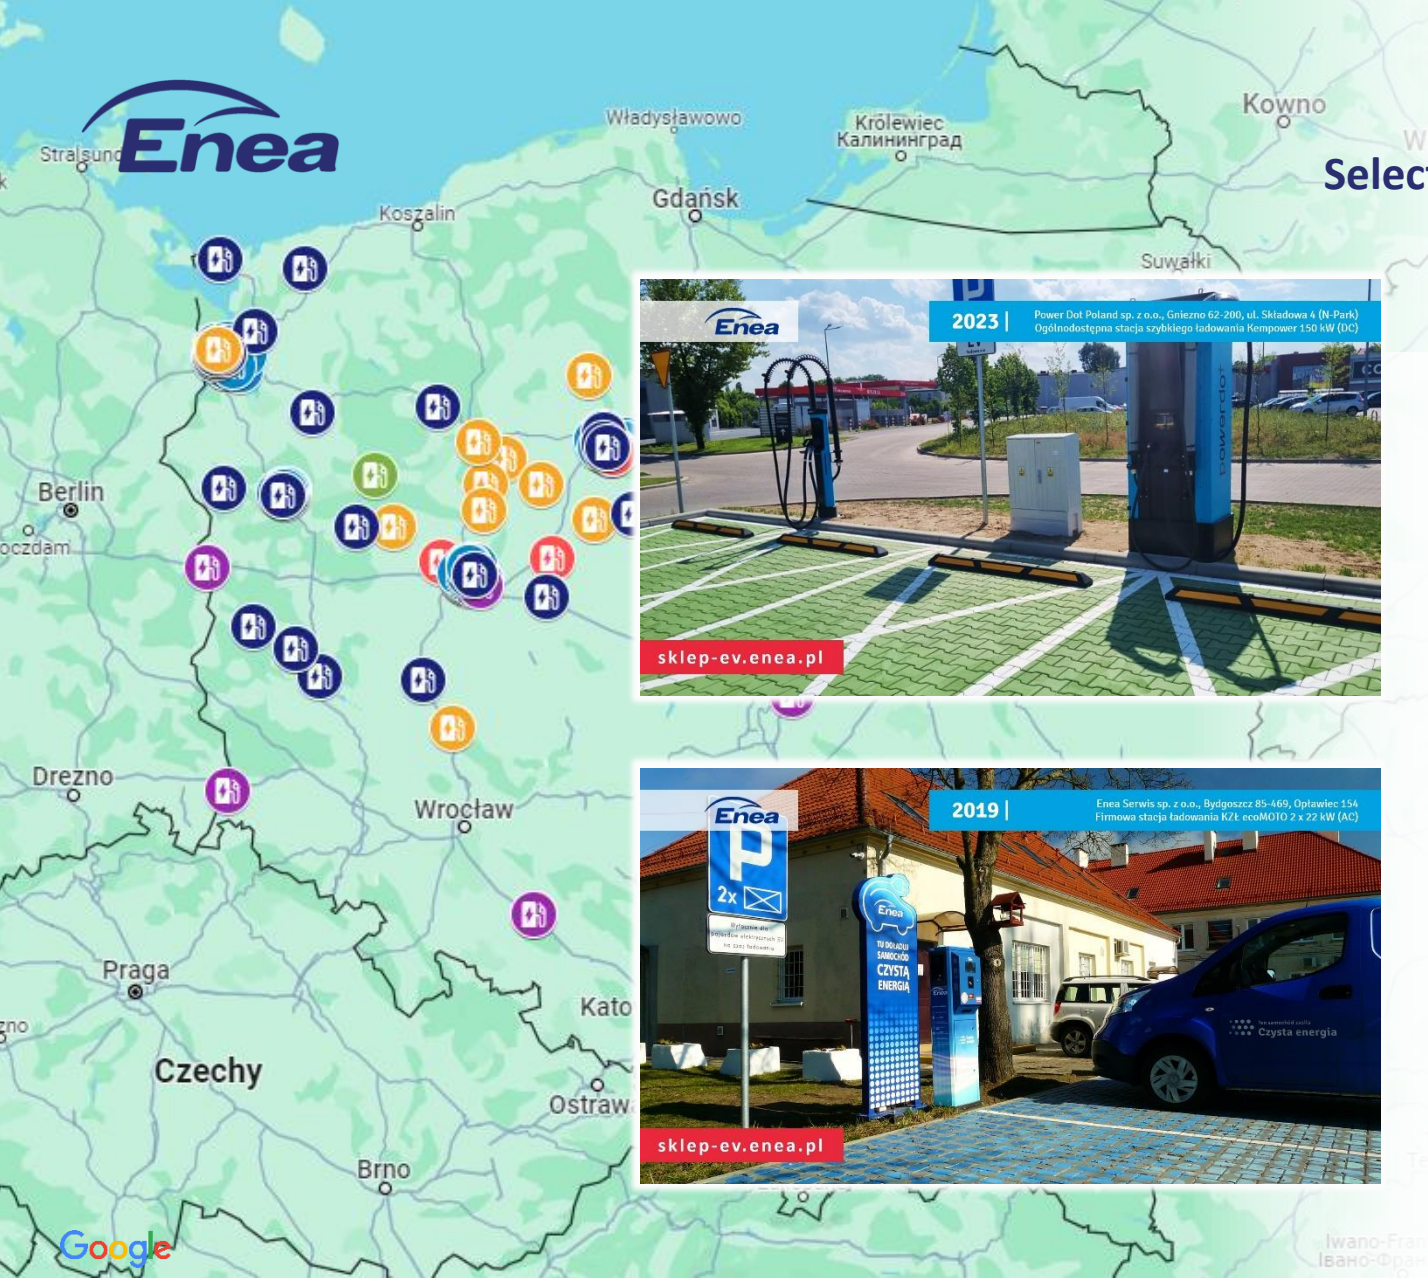 Enea
Stralsund
Władysławowo
Królewiec
Калининград
Kowno
Select
Gdańsk
Koszalin
Suwałki
Enea
2023 |
Power Dot Poland sp. z o.o., Gniezno 62-200, ul. Składowa 4 (N-Park)
Ogólnodostępna stacja szybkiego ładowania Kempower 150 kW (DC)
powerdot
Berlin
oczdam
sklep-ev.enea.pl
Drezno
Wrocław
Enea
2019 |
Enea Serwis sp. z o.o., Bydgoszcz 85-469, Opławiec 154
Firmowa stacja ładowania KZŁ ecoMOTO 2 x 22 kW (AC)
P
2x
Enea
TU DOŁADUJ
SAMOCHÓD
CZYSTĄ
ENERGIĄ
Enea
Czysta energia
Praga
Kato
zno
Czechy
Ostraw
sklep-ev.enea.pl
Brno
Google
Iwano-Fran